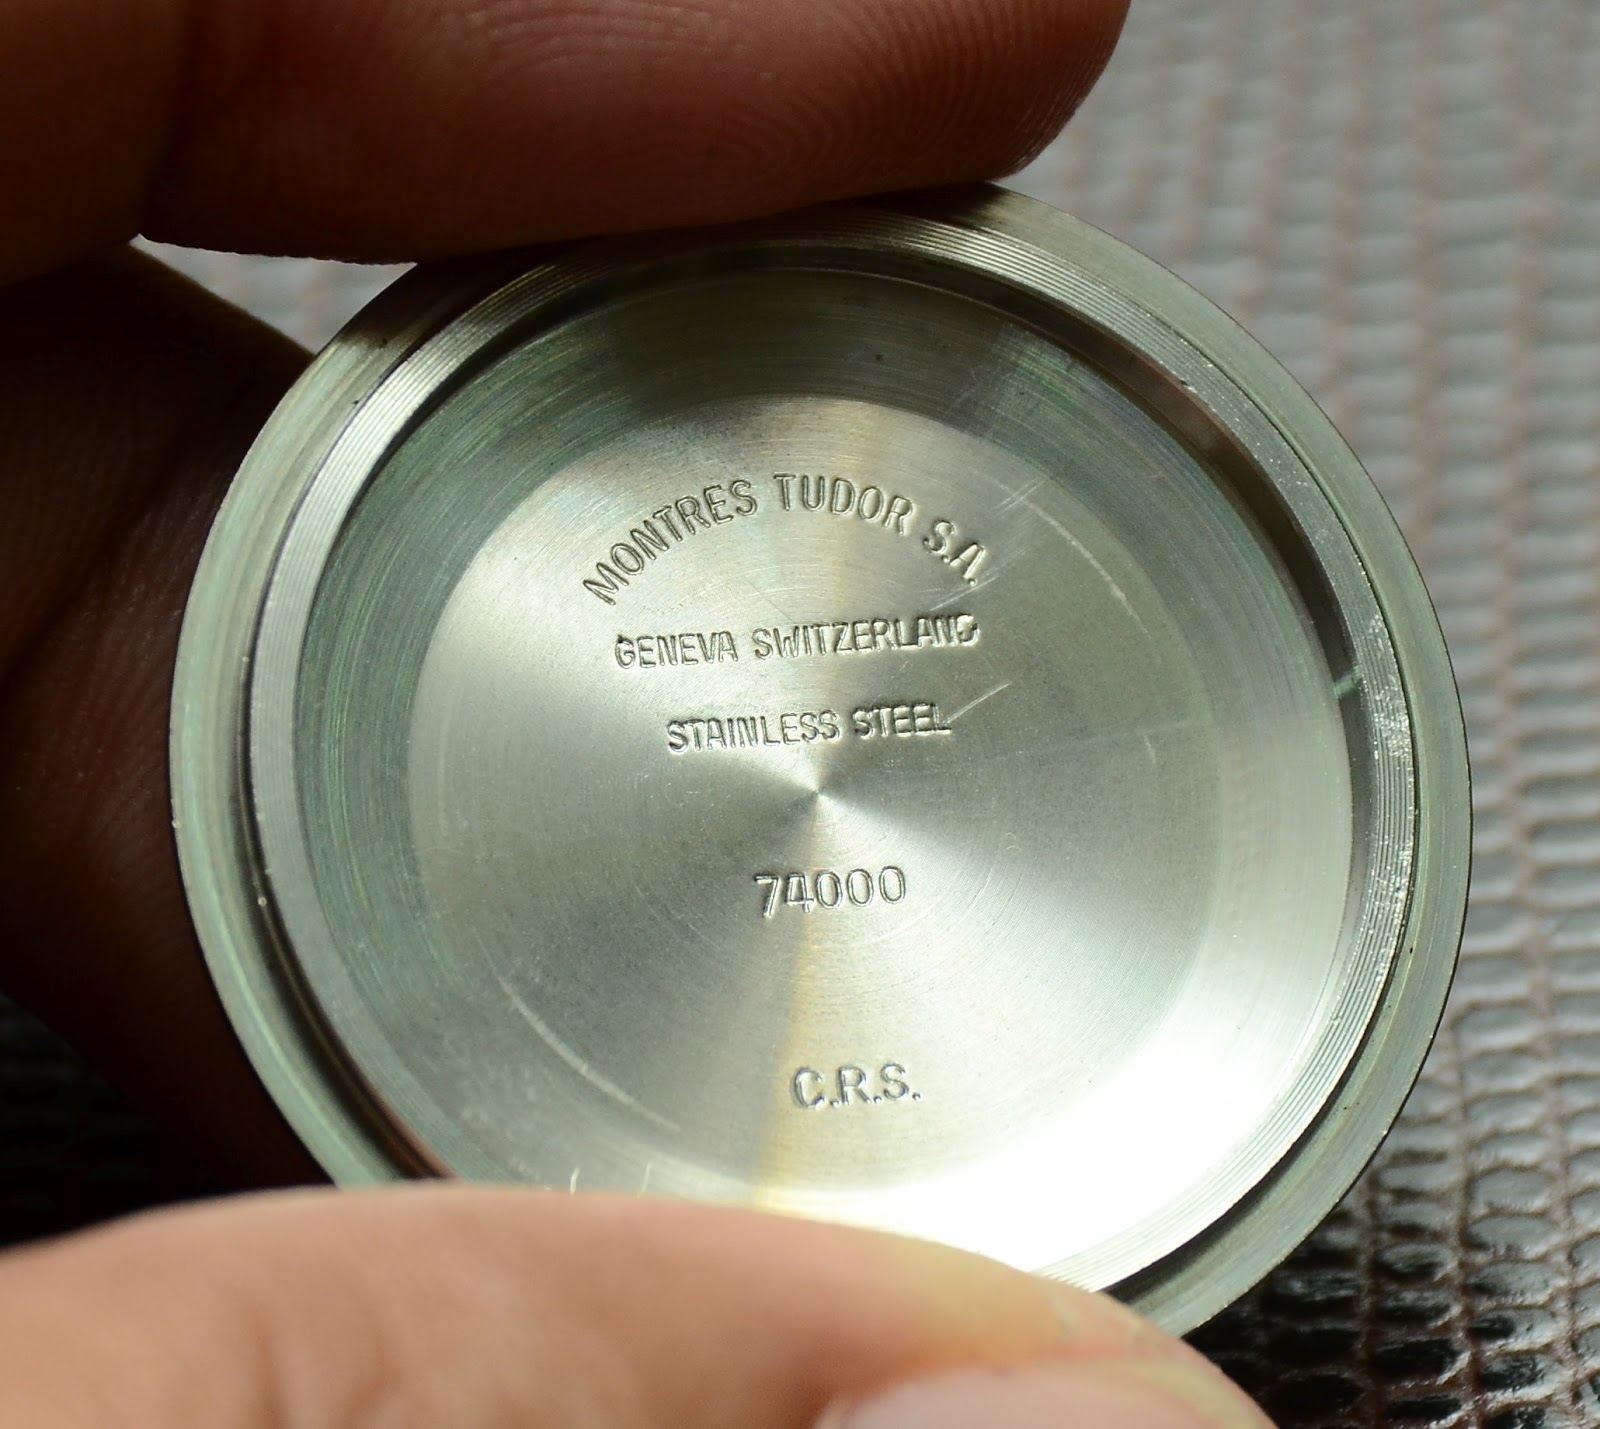 MONTRES TUDOR S.A.
GENEVA SWITZERLAND
STAINLESS STEEL
74000
C.R.S.